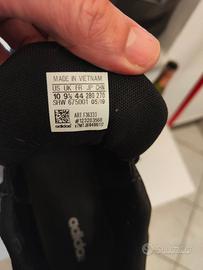 MADE IN VIETNAM
US UK FR JP CHN
10 9½ 44 280 270
SHW 675001 05/19
ART F36333
adidas
adidas